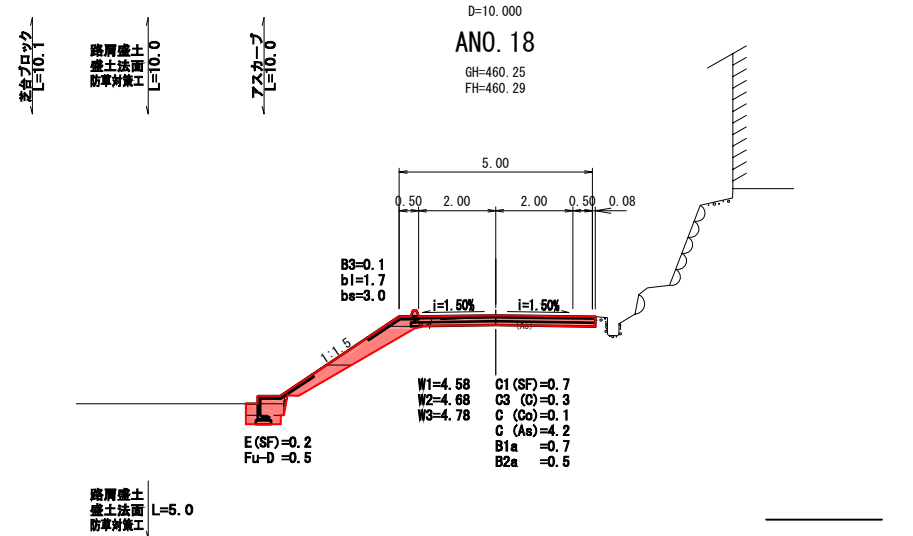 D=10.000
ANO.18
GH=460.25
FH=460.29
芝台ブロック
L=10.1
路肩盛土
盛土法面
防草対策工
L=10.0
アスカーブ
L=10.0
5.00
0.50 2.00 2.00 0.50 0.08
B3=0.1
bl=1.7
bs=3.0
i=1.50% i=1.50%
(As)
1:1.5
W1=4.58
W2=4.68
W3=4.78
C1(SF)=0.7
C3 (C)=0.3
C (Co)=0.1
C (As)=4.2
B1a =0.7
B2a =0.5
E(SF)=0.2
Fu-D =0.5
路肩盛土
盛土法面
防草対策工
L=5.0